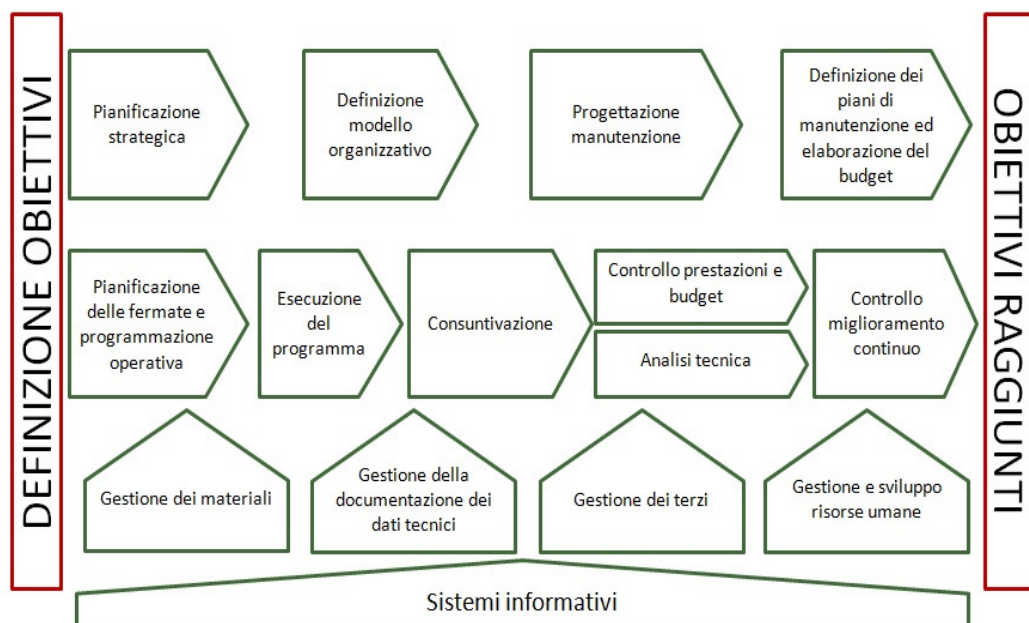 DEFINIZIONE OBIETTIVI
Pianificazione
strategica
Definizione
modello
organizzativo
Progettazione
manutenzione
Definizione dei
piani di
manutenzione ed
elaborazione del
budget
Pianificazione
delle fermate e
programmazione
operativa
Esecuzione
del
programma
Consuntivazione
Controllo prestazioni e
budget
Analisi tecnica
Controllo
miglioramento
continuo
Gestione dei materiali
Gestione della
documentazione dei
dati tecnici
Gestione dei terzi
Gestione e sviluppo
risorse umane
Sistemi informativi
OBIETTIVI RAGGIUNTI